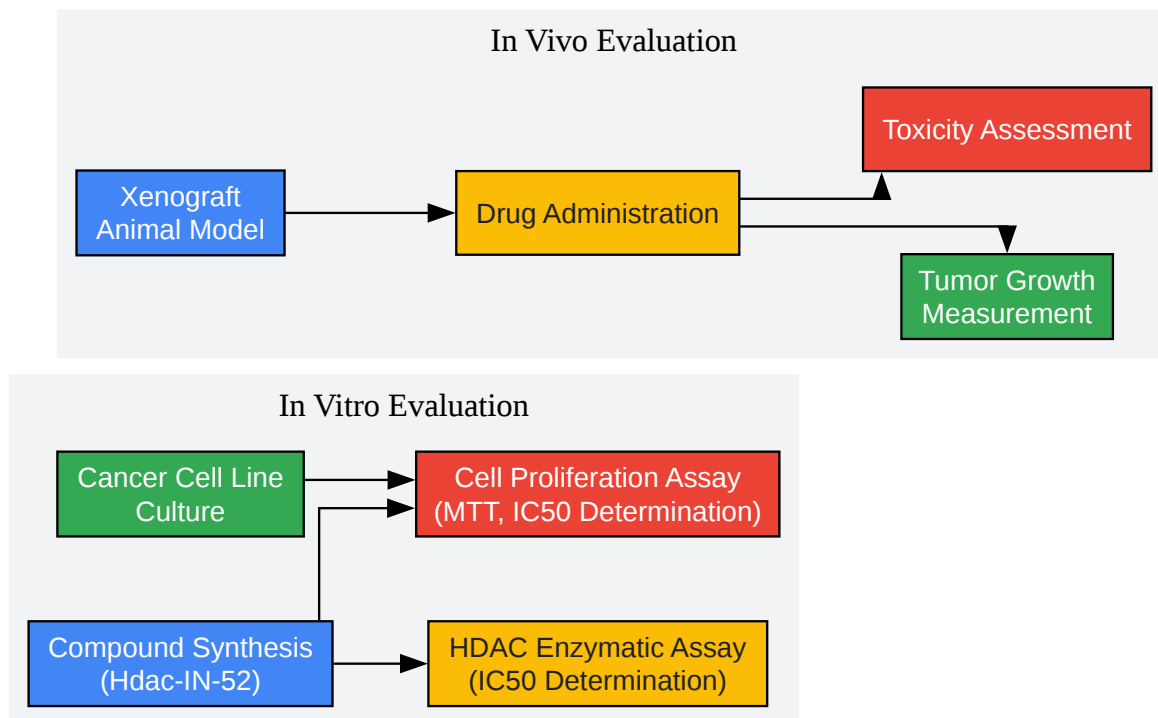 In Vivo Evaluation
Toxicity Assessment
Xenograft
Animal Model
Drug Administration
Tumor Growth
Measurement
In Vitro Evaluation
Cancer Cell Line
Culture
Cell Proliferation Assay
(MTT, IC50 Determination)
Compound Synthesis
(Hdac-IN-52)
HDAC Enzymatic Assay
(IC50 Determination)